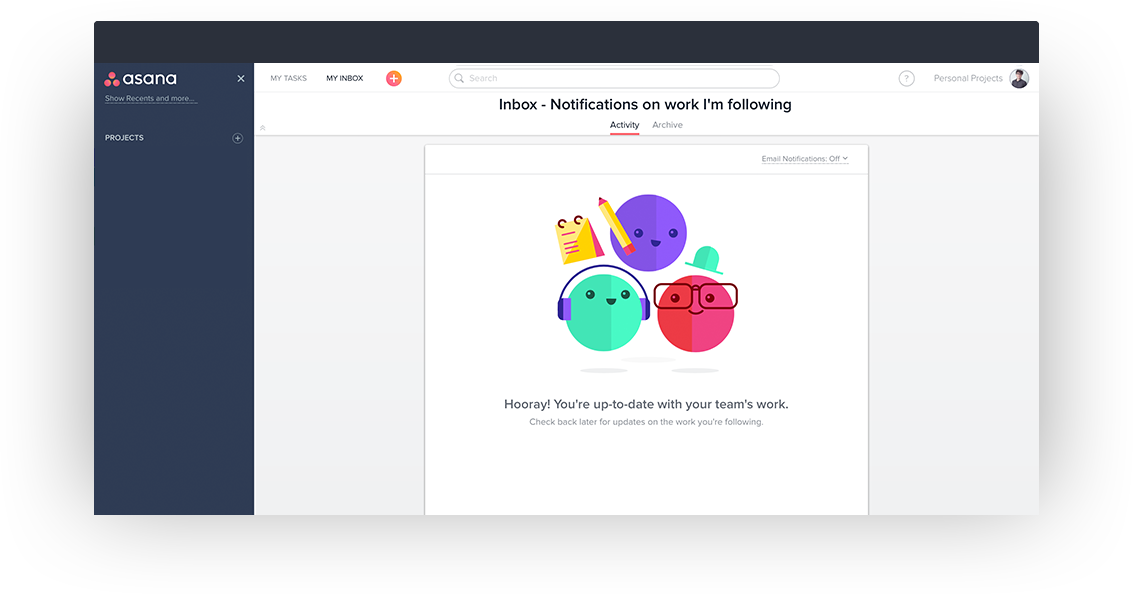 asana
Show Recents and more...
PROJECTS
MY TASKS MY INBOX
Search
? Personal Projects
Inbox - Notifications on work I'm following
Activity Archive
Email Notifications: Off
Hooray! You're up-to-date with your team's work.
Check back later for updates on the work you're following.